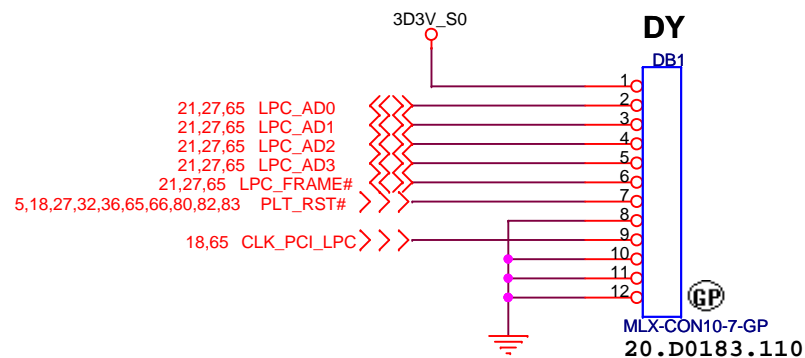 3D3V_S0
DY
DB1
1
21,27,65 LPC_AD0 2
21,27,65 LPC_AD1 3
21,27,65 LPC_AD2 4
21,27,65 LPC_AD3 5
21,27,65 LPC_FRAME# 6
5,18,27,32,36,65,66,80,82,83 PLT_RST# 7
8
18,65 CLK_PCI_LPC 9
10
11
12
GP
MLX-CON10-7-GP
20.D0183.110